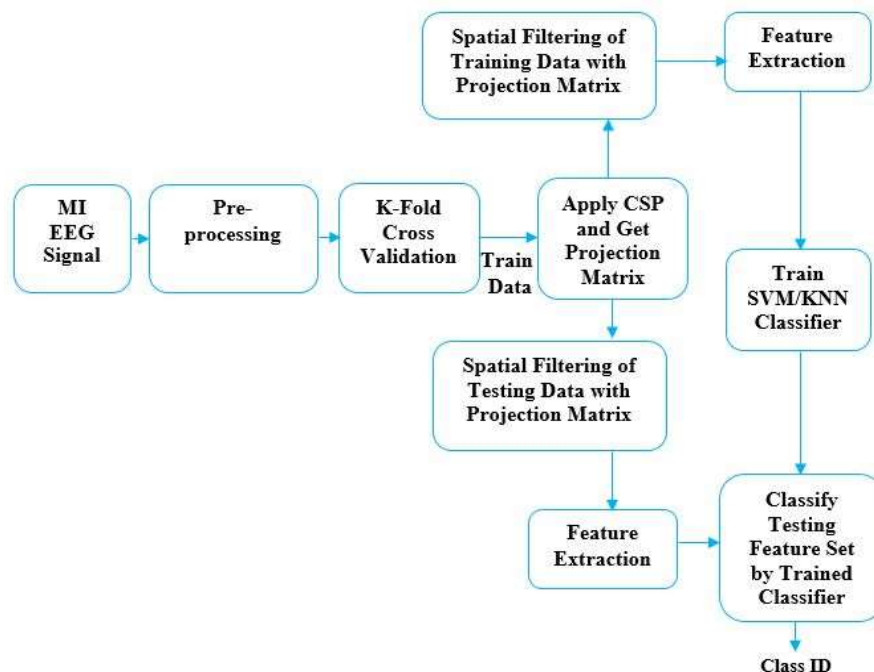 Spatial Filtering of
Training Data with
Projection Matrix
Feature
Extraction
MI
EEG
Signal
Pre-
processing
K-Fold
Cross
Validation
Train
Data
Apply CSP
and Get
Projection
Matrix
Train
SVM/KNN
Classifier
Spatial Filtering of
Testing Data with
Projection Matrix
Feature
Extraction
Classify
Testing
Feature Set
by Trained
Classifier
Class ID